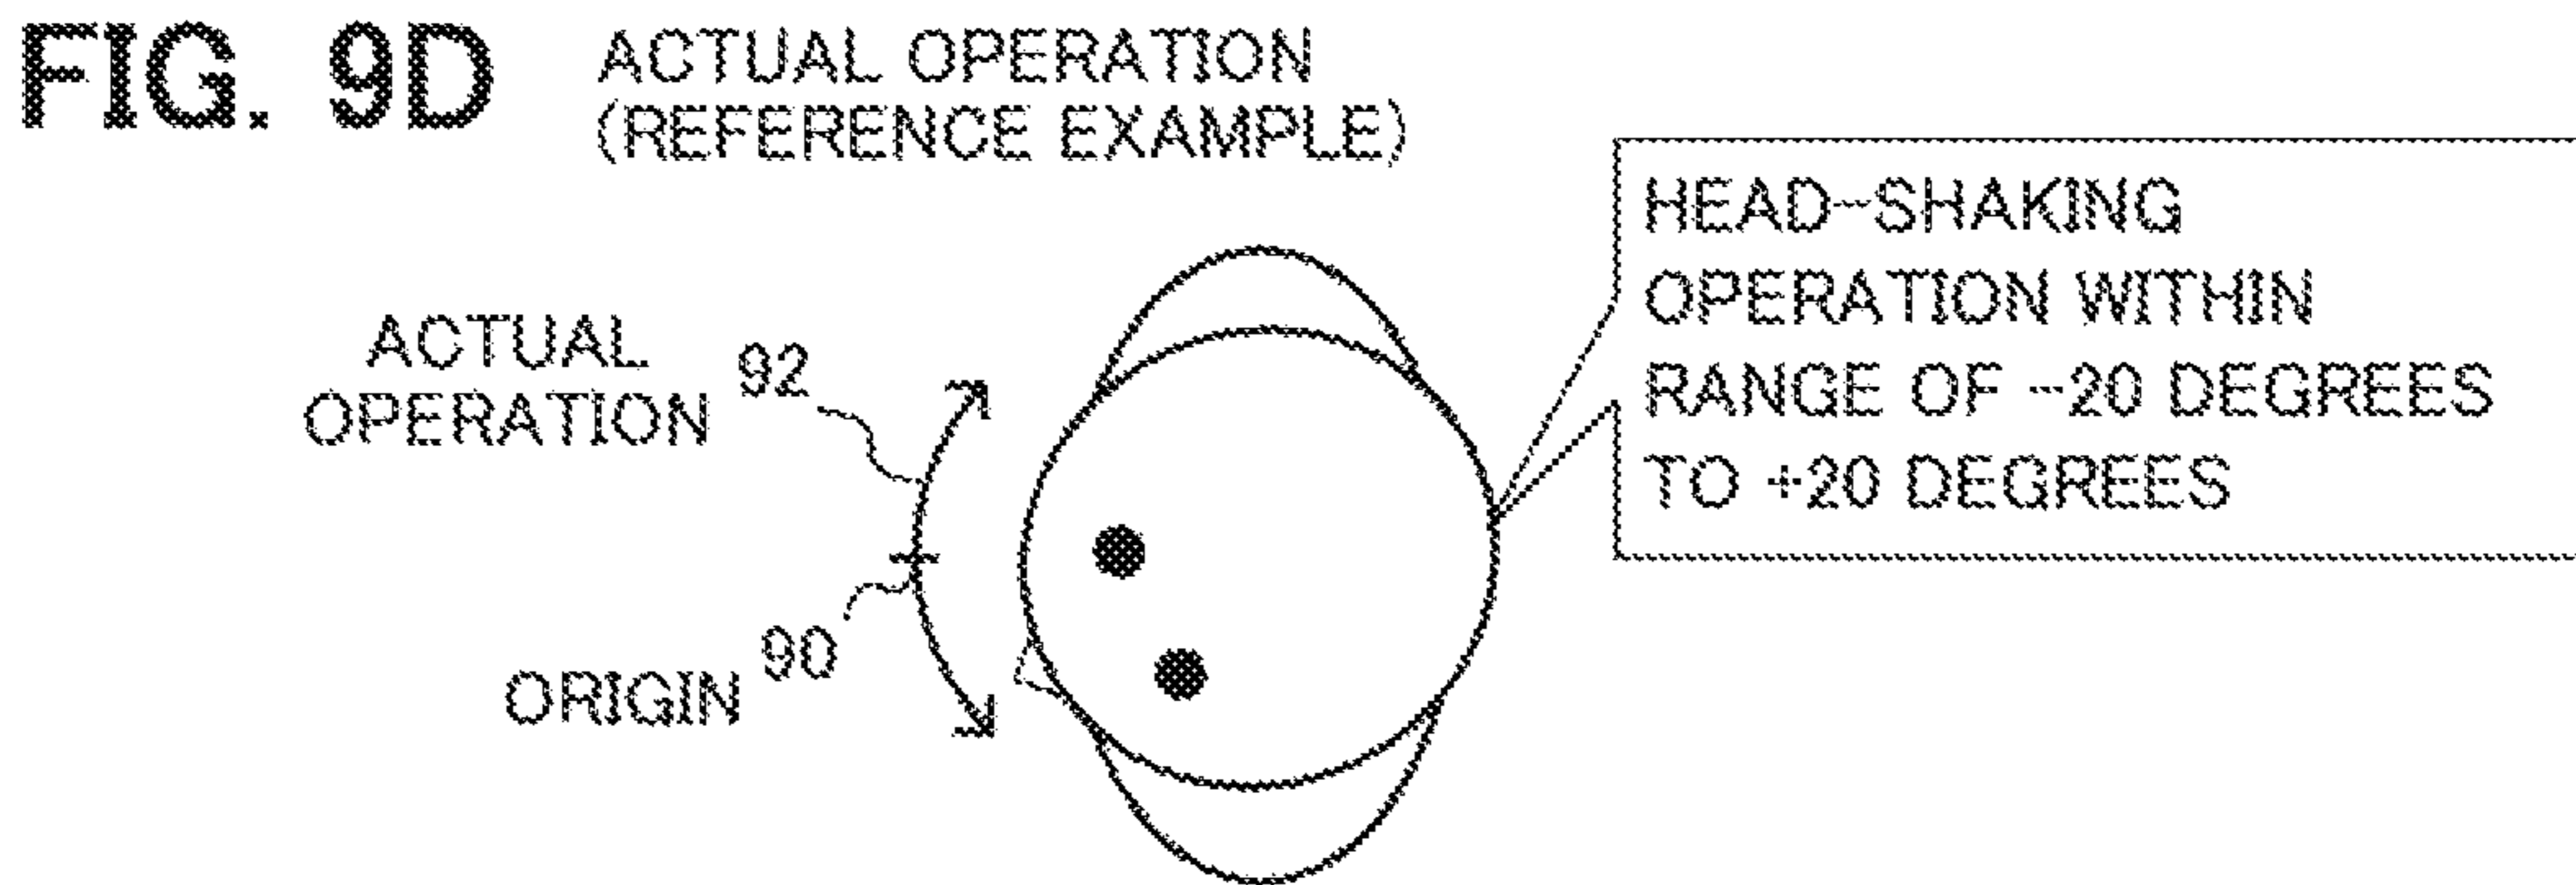 FIG. 9D
ACTUAL OPERATION
(REFERENCE EXAMPLE)
ACTUAL
OPERATION
92
ORIGIN
90
HEAD-SHAKING
OPERATION WITHIN
RANGE OF -20 DEGREES
TO +20 DEGREES